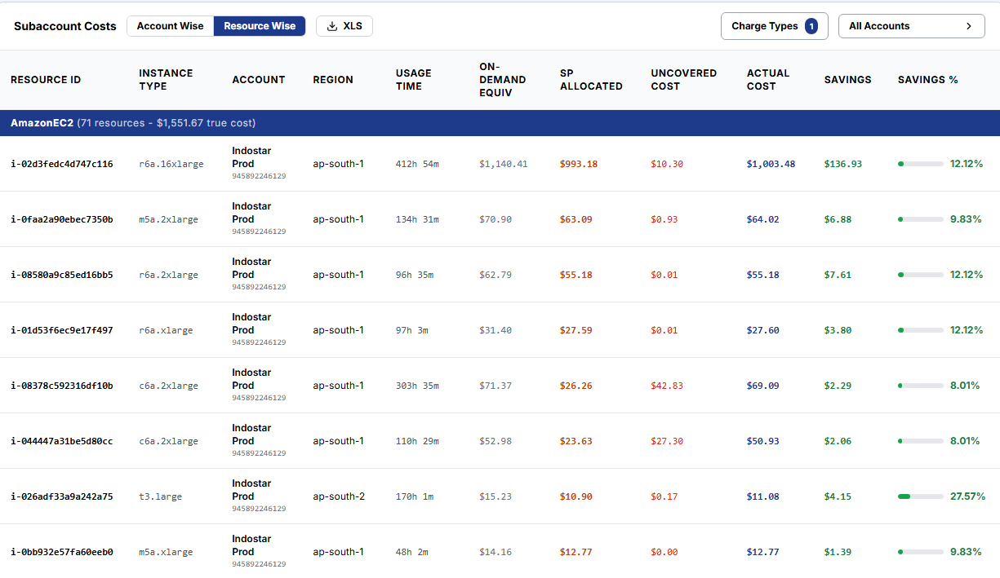 Subaccount Costs Account Wise Resource Wise XLS Charge Types 1 All Accounts
RESOURCE ID INSTANCE TYPE ACCOUNT REGION USAGE TIME ON-DEMAND EQUIV SP ALLOCATED UNCOVERED COST ACTUAL COST SAVINGS SAVINGS %
AmazonEC2 (71 resources - $1,551.67 true cost)
i-02d3fedc4d747c116 r6a.16xlarge Indostar Prod 945892246129 ap-south-1 412h 54m $1,140.41 $993.18 $10.30 $1,003.48 $136.93 12.12%
i-0faa2a90ebec7350b m5a.2xlarge Indostar Prod 945892246129 ap-south-1 134h 31m $70.90 $63.09 $0.93 $64.02 $6.88 9.83%
i-08580a9c85ed16bb5 r6a.2xlarge Indostar Prod 945892246129 ap-south-1 96h 35m $62.79 $55.18 $0.01 $55.18 $7.61 12.12%
i-01d53f6ec9e17f497 r6a.xlarge Indostar Prod 945892246129 ap-south-1 97h 3m $31.40 $27.59 $0.01 $27.60 $3.80 12.12%
i-08378c592316df10b c6a.2xlarge Indostar Prod 945892246129 ap-south-1 303h 35m $71.37 $26.26 $42.83 $69.09 $2.29 8.01%
i-044447a31be5d80cc c6a.2xlarge Indostar Prod 945892246129 ap-south-1 110h 29m $52.98 $23.63 $27.30 $50.93 $2.06 8.01%
i-026adf33a9a242a75 t3.large Indostar Prod 945892246129 ap-south-2 170h 1m $15.23 $10.90 $0.17 $11.08 $4.15 27.57%
i-0bb932e57fa60eeb0 m5a.xlarge Indostar Prod 945892246129 ap-south-1 48h 2m $14.16 $12.77 $0.00 $12.77 $1.39 9.83%